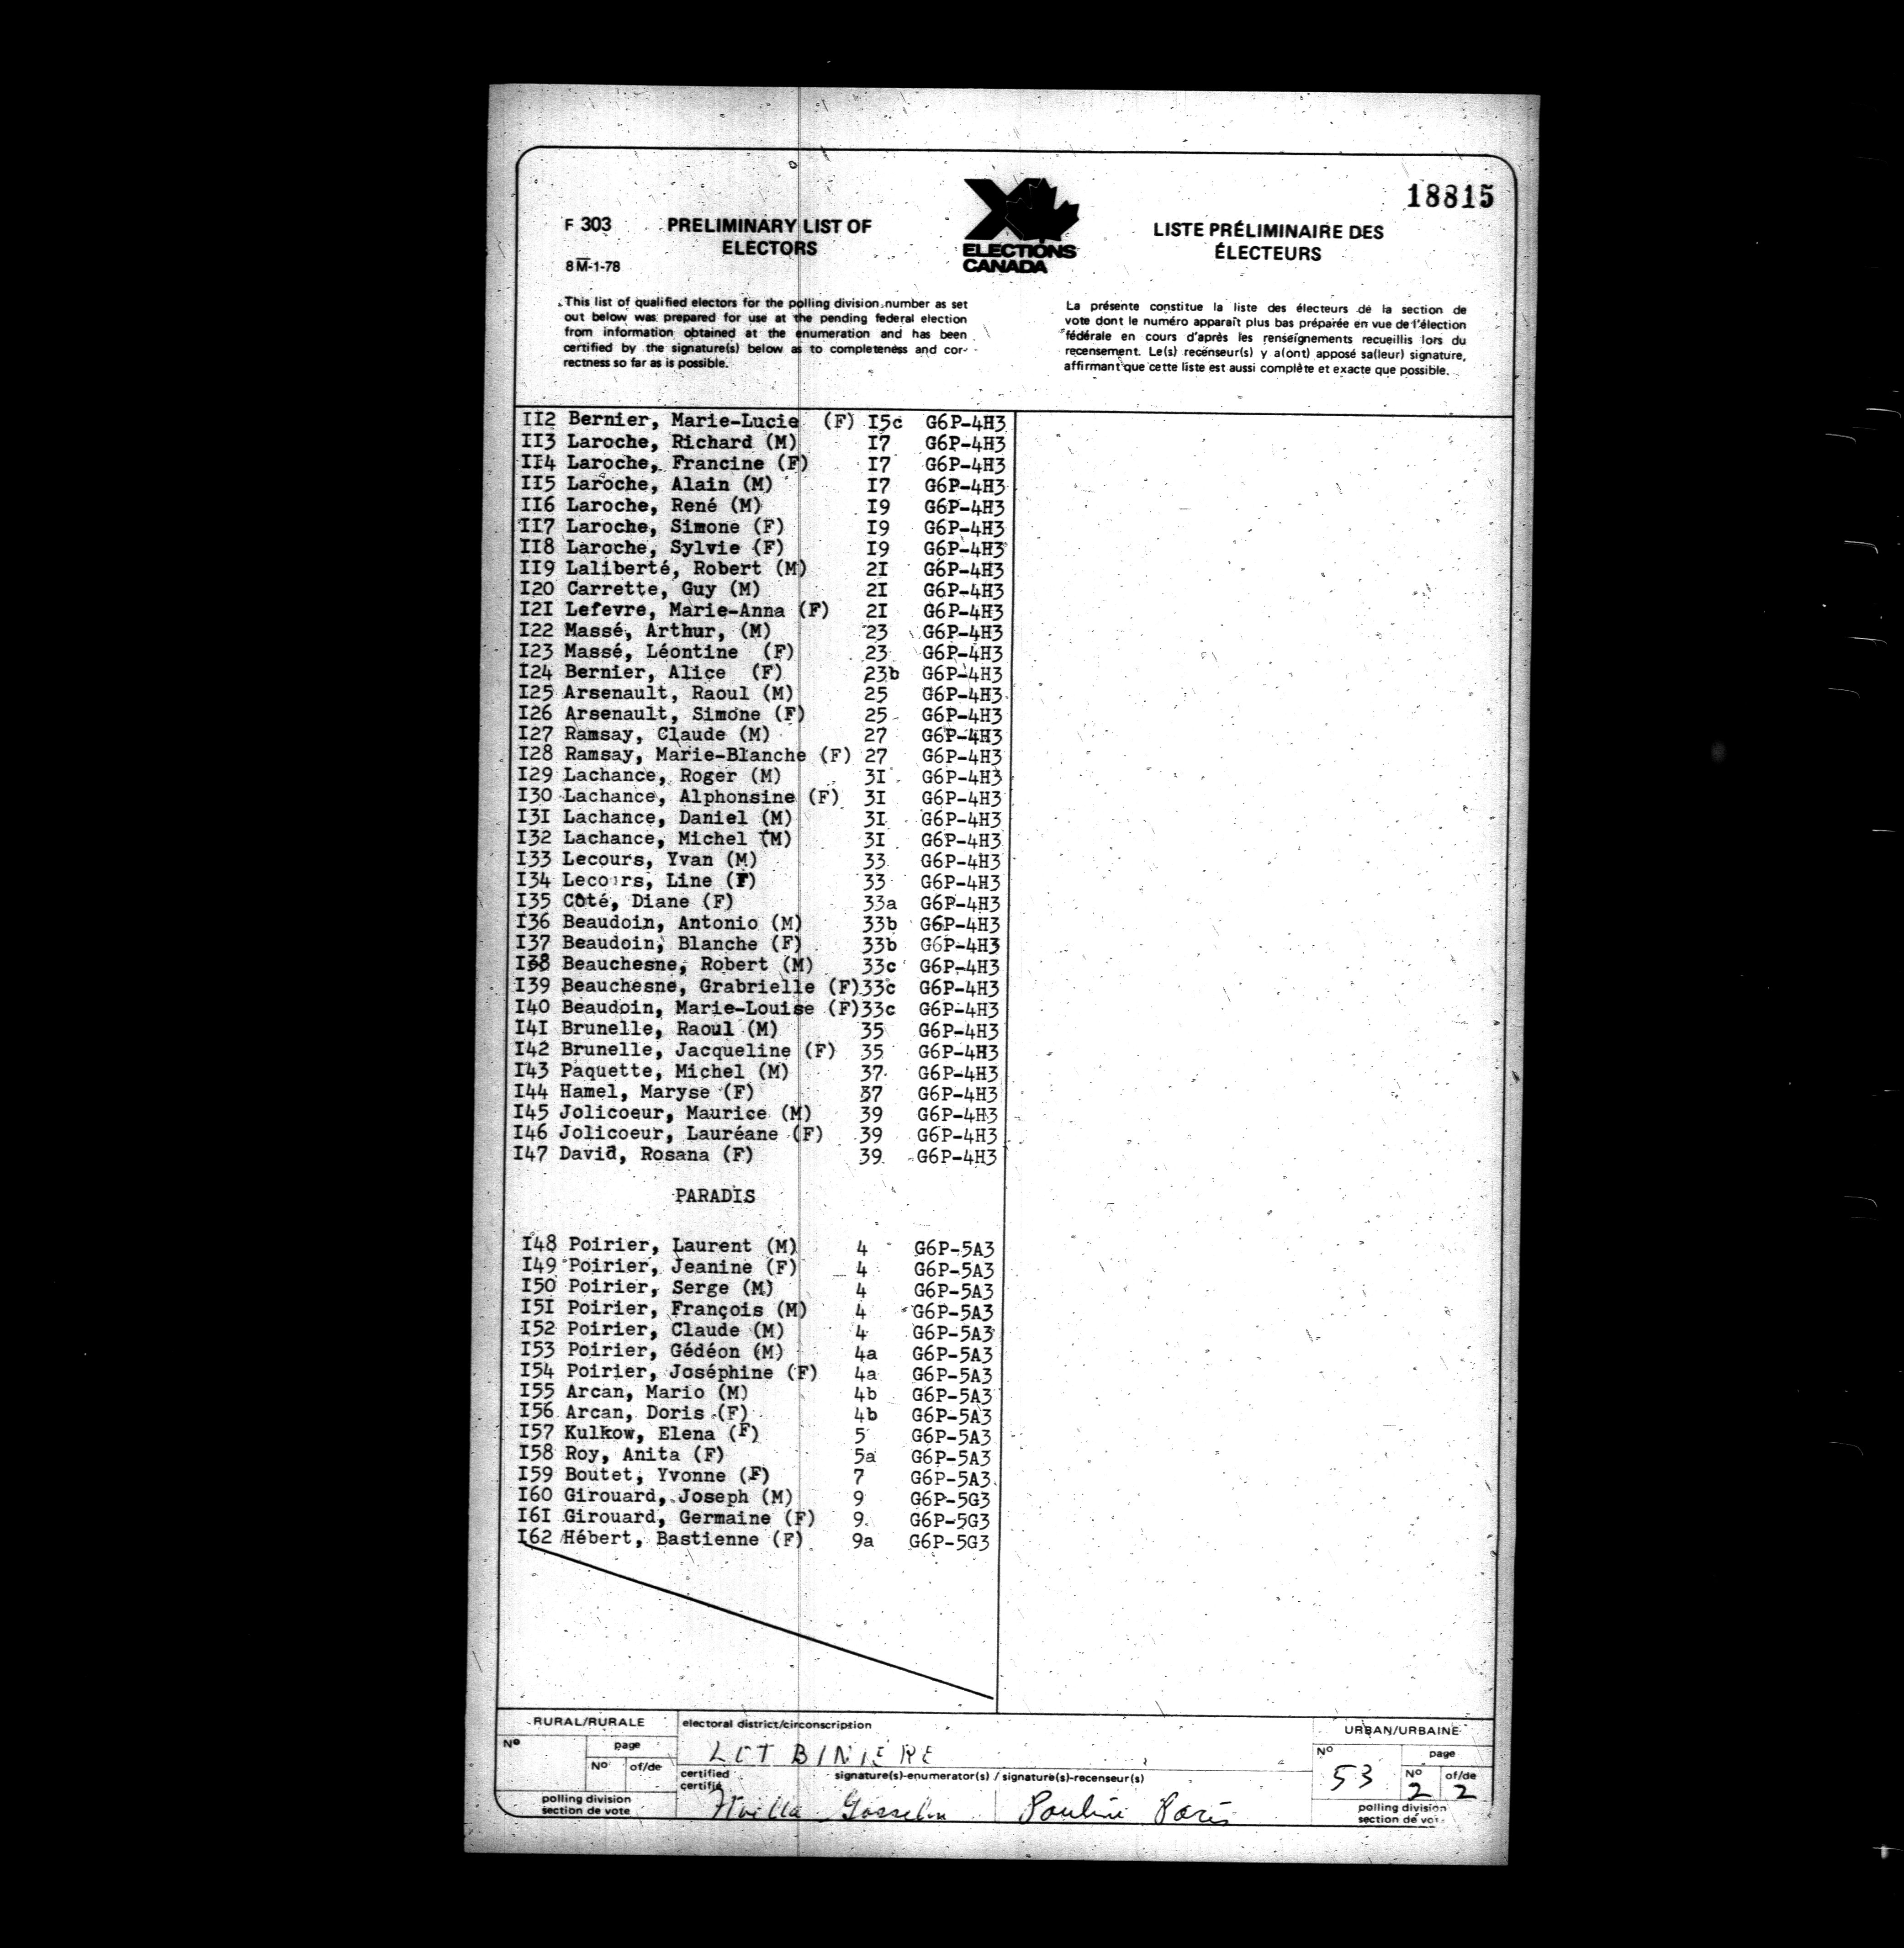 18815
F 303 PRELIMINARY LIST OF
ELECTORS
8M-1-78
ELECTIONS
CANADA
LISTE PRÉLIMINAIRE DES
ÉLECTEURS
This list of qualified electors for the polling division number as set
out below was prepared for use at the pending federal election
from information obtained at the enumeration and has been
certified by the signature(s) below as to completeness and cor-
rectness so far as is possible.
La présente constitue la liste des électeurs de la section de
vote dont le numéro apparaît plus bas préparée en vue de l'élection
fédérale en cours d'après les renseignements recueillis lors du
recensement. Le(s) recenseur(s) y a(ont) apposé sa(leur) signature,
affirmant que cette liste est aussi complète et exacte que possible.
II2 Bernier, Marie-Lucie (F) I5c G6P-4H3
II3 Laroche, Richard (M) I7 G6P-4H3
II4 Laroche, Francine (F) I7 G6P-4H3
II5 Laroche, Alain (M) I7 G6P-4H3
II6 Laroche, René (M) I9 G6P-4H3
II7 Laroche, Simone (F) I9 G6P-4H3
II8 Laroche, Sylvie (F) I9 G6P-4H3
II9 Laliberté, Robert (M) 2I G6P-4H3
I20 Carrette, Guy (M) 2I G6P-4H3
I2I Lefevre, Marie-Anna (F) 2I G6P-4H3
I22 Massé, Arthur, (M) 23 G6P-4H3
I23 Massé, Léontine (F) 23 G6P-4H3
I24 Bernier, Alice (F) 23b G6P-4H3
I25 Arsenault, Raoul (M) 25 G6P-4H3
I26 Arsenault, Simone (F) 25 G6P-4H3
I27 Ramsay, Claude (M) 27 G6P-4H3
I28 Ramsay, Marie-Blanche (F) 27 G6P-4H3
I29 Lachance, Roger (M) 3I G6P-4H3
I30 Lachance, Alphonsine (F) 3I G6P-4H3
I3I Lachance, Daniel (M) 3I G6P-4H3
I32 Lachance, Michel (M) 3I G6P-4H3
I33 Lecours, Yvan (M) 33 G6P-4H3
I34 Lecours, Line (F) 33 G6P-4H3
I35 Côté, Diane (F) 33a G6P-4H3
I36 Beaudoin, Antonio (M) 33b G6P-4H3
I37 Beaudoin, Blanche (F) 33b G6P-4H3
I38 Beauchesne, Robert (M) 33c G6P-4H3
I39 Beauchesne, Grabrielle (F) 33c G6P-4H3
I40 Beaudoin, Marie-Louise (F) 33c G6P-4H3
I4I Brunelle, Raoul (M) 35 G6P-4H3
I42 Brunelle, Jacqueline (F) 35 G6P-4H3
I43 Paquette, Michel (M) 37 G6P-4H3
I44 Hamel, Maryse (F) 37 G6P-4H3
I45 Jolicoeur, Maurice (M) 39 G6P-4H3
I46 Jolicoeur, Lauréane (F) 39 G6P-4H3
I47 David, Rosana (F) 39 G6P-4H3
PARADIS
I48 Poirier, Laurent (M) 4 G6P-5A3
I49 Poirier, Jeanine (F) 4 G6P-5A3
I50 Poirier, Serge (M) 4 G6P-5A3
I5I Poirier, François (M) 4 G6P-5A3
I52 Poirier, Claude (M) 4 G6P-5A3
I53 Poirier, Gédéon (M) 4a G6P-5A3
I54 Poirier, Joséphine (F) 4a G6P-5A3
I55 Arcan, Mario (M) 4b G6P-5A3
I56 Arcan, Doris (F) 4b G6P-5A3
I57 Kulkow, Elena (F) 5 G6P-5A3
I58 Roy, Anita (F) 5a G6P-5A3
I59 Boutet, Yvonne (F) 7 G6P-5A3
I60 Girouard, Joseph (M) 9 G6P-5G3
I6I Girouard, Germaine (F) 9 G6P-5G3
I62 Hébert, Bastienne (F) 9a G6P-5G3
RURAL/RURALE
No page
No of/de
polling division
section de vote
electoral district/circonscription
LOTBINIERE
certified
certifié
signature(s)-enumerator(s) / signature(s)-recenseur(s)
Gosselin Pauline Paris
URBAN/URBAINE
No page
53 No of/de
2 2
polling division
section de vote